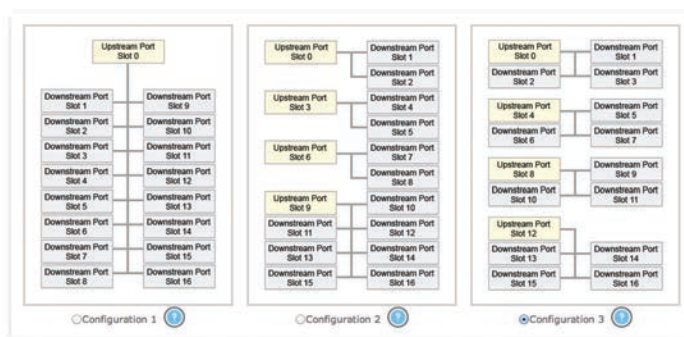 Upstream Port
Slot 0
Downstream Port
Slot 1
Downstream Port
Slot 9
Downstream Port
Slot 2
Downstream Port
Slot 10
Downstream Port
Slot 3
Downstream Port
Slot 11
Downstream Port
Slot 4
Downstream Port
Slot 12
Downstream Port
Slot 5
Downstream Port
Slot 13
Downstream Port
Slot 6
Downstream Port
Slot 14
Downstream Port
Slot 7
Downstream Port
Slot 15
Downstream Port
Slot 8
Downstream Port
Slot 16
Configuration 1 ?
Upstream Port
Slot 0
Downstream Port
Slot 1
Downstream Port
Slot 2
Upstream Port
Slot 3
Downstream Port
Slot 4
Downstream Port
Slot 5
Upstream Port
Slot 6
Downstream Port
Slot 7
Downstream Port
Slot 8
Upstream Port
Slot 9
Downstream Port
Slot 10
Downstream Port
Slot 11
Downstream Port
Slot 12
Downstream Port
Slot 13
Downstream Port
Slot 14
Downstream Port
Slot 15
Downstream Port
Slot 16
Configuration 2 ?
Upstream Port
Slot 0
Downstream Port
Slot 1
Downstream Port
Slot 2
Downstream Port
Slot 3
Upstream Port
Slot 4
Downstream Port
Slot 5
Downstream Port
Slot 6
Downstream Port
Slot 7
Upstream Port
Slot 8
Downstream Port
Slot 9
Downstream Port
Slot 10
Downstream Port
Slot 11
Upstream Port
Slot 12
Downstream Port
Slot 13
Downstream Port
Slot 14
Downstream Port
Slot 15
Downstream Port
Slot 16
Configuration 3 ?